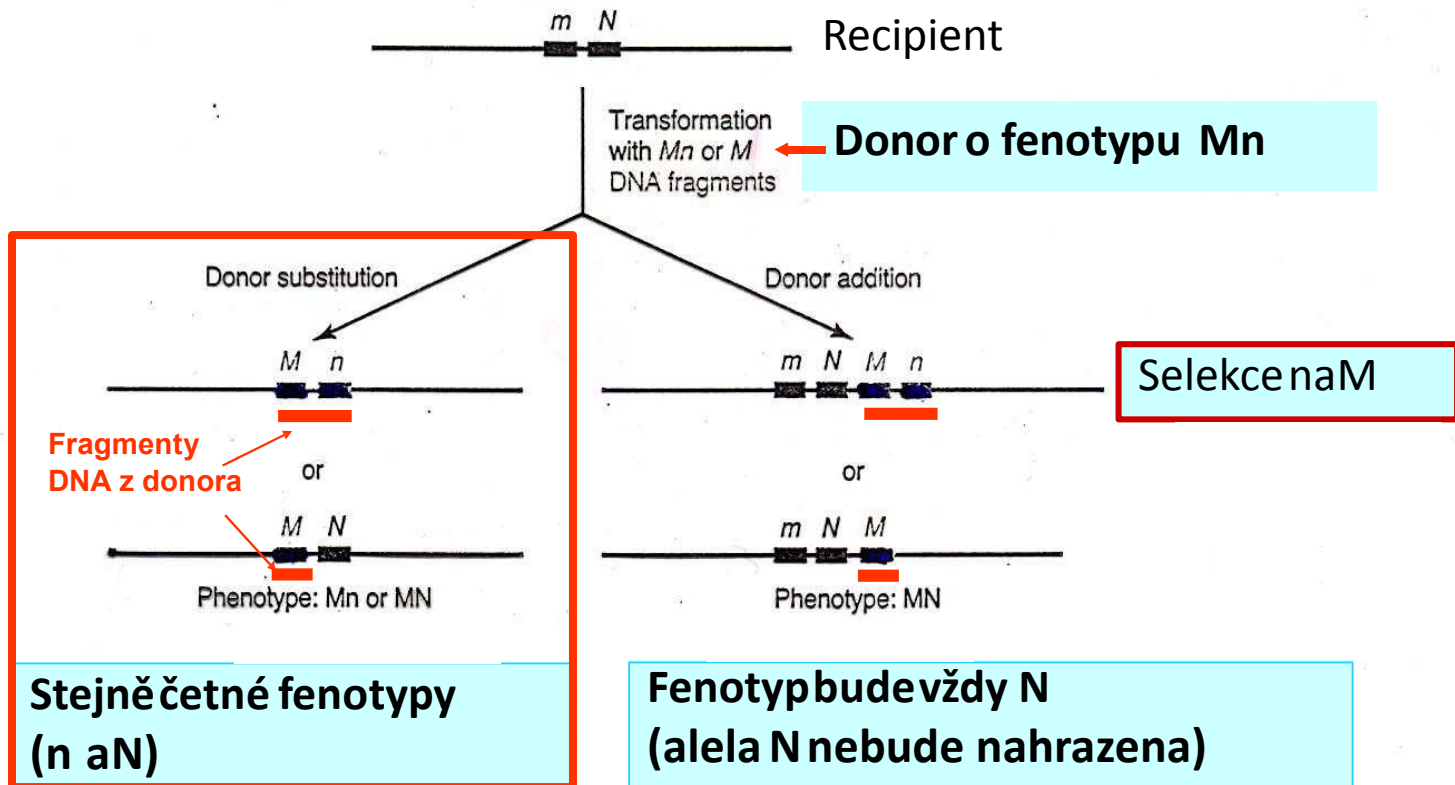 m N
Recipient
Transformation
with Mn or M
DNA fragments
Donor o fenotypu Mn
Donor substitution
Donor addition
M n
m N M n
Selekce na M
Fragmenty
DNA z donora
or
or
M N
m N M
Phenotype: Mn or MN
Phenotype: MN
Stejně četné fenotypy
(n a N)
Fenotyp bude vždy N
(alela N nebude nahrazena)